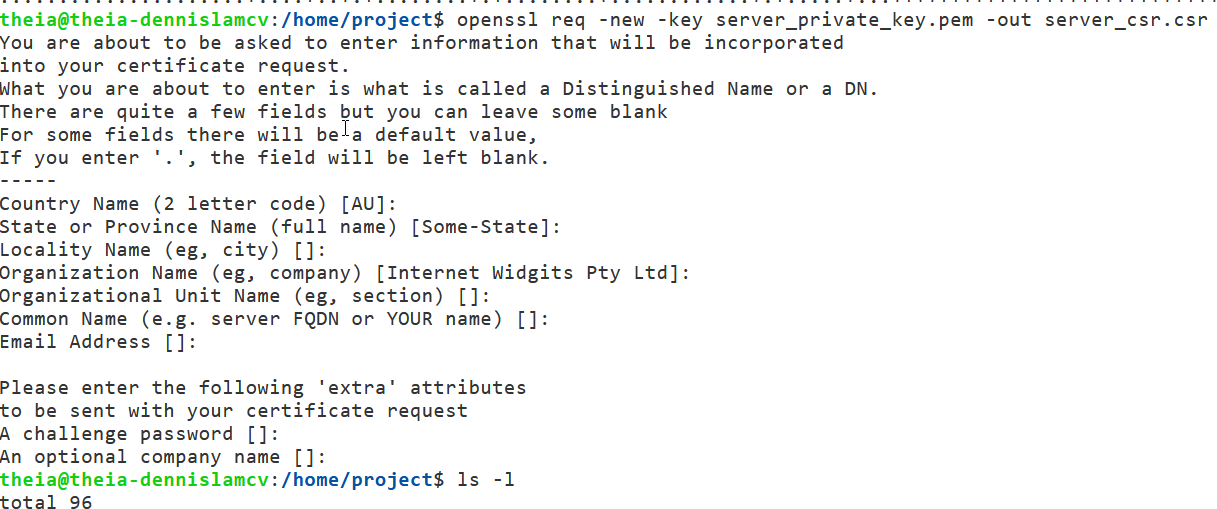 theia@theia-dennislamcv:/home/project$ openssl req -new -key server_private_key.pem -out server_csr.csr
You are about to be asked to enter information that will be incorporated
into your certificate request.
What you are about to enter is what is called a Distinguished Name or a DN.
There are quite a few fields but you can leave some blank
For some fields there will be a default value,
If you enter '.', the field will be left blank.
-----
Country Name (2 letter code) [AU]:
State or Province Name (full name) [Some-State]:
Locality Name (eg, city) []:
Organization Name (eg, company) [Internet Widgits Pty Ltd]:
Organizational Unit Name (eg, section) []:
Common Name (e.g. server FQDN or YOUR name) []:
Email Address []:

Please enter the following 'extra' attributes
to be sent with your certificate request
A challenge password []:
An optional company name []:
theia@theia-dennislamcv:/home/project$ ls -l
total 96